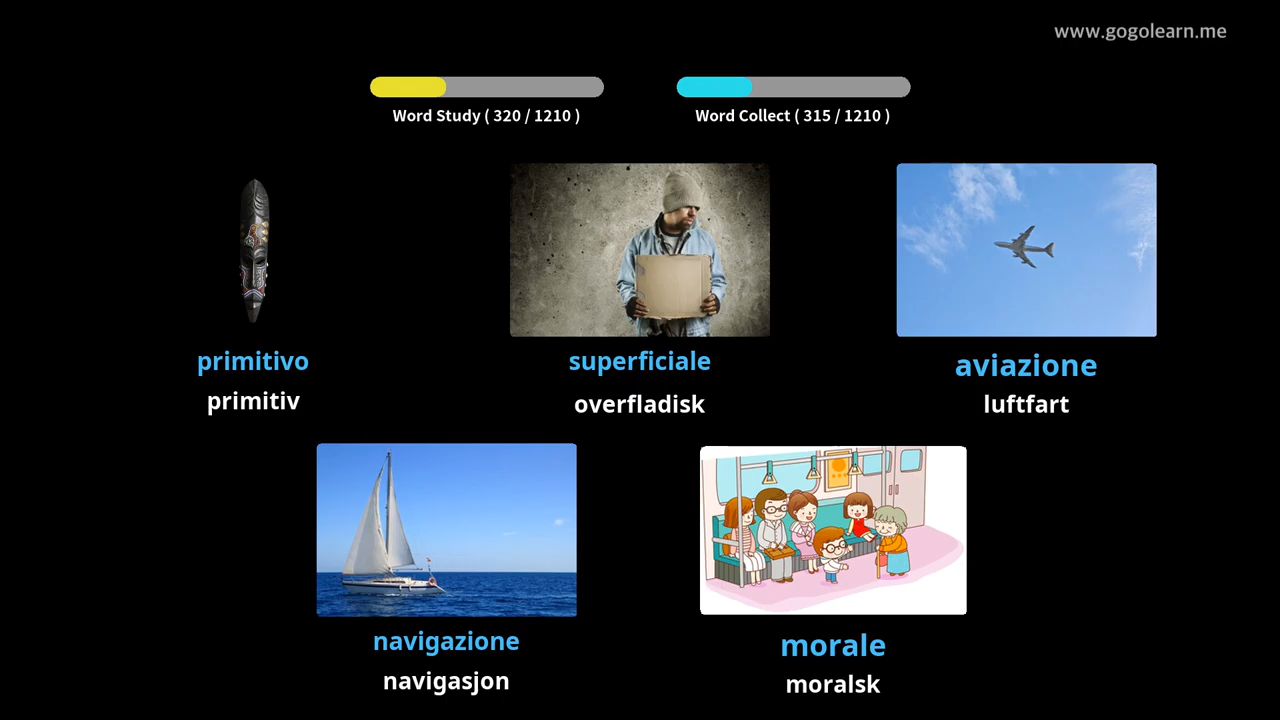 www.gogolearn.me
Word Study ( 320 / 1210 )
Word Collect ( 315 / 1210 )
primitivo
primitiv
superficiale
overfladisk
aviazione
luftfart
navigazione
navigasjon
morale
moralsk